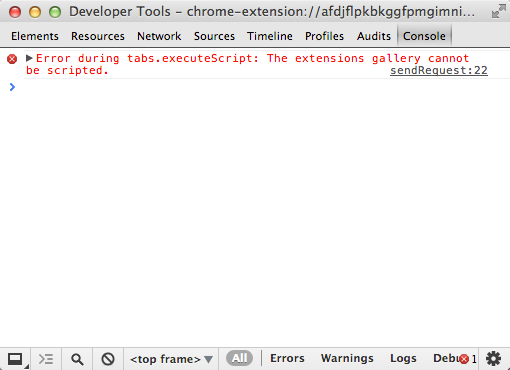 Developer Tools - chrome-extension://afdjflpkbkggfpmgimni...
Elements Resources Network Sources Timeline Profiles Audits Console
Error during tabs.executeScript: The extensions gallery cannot
be scripted. sendRequest:22
<top frame> All Errors Warnings Logs Debu 1